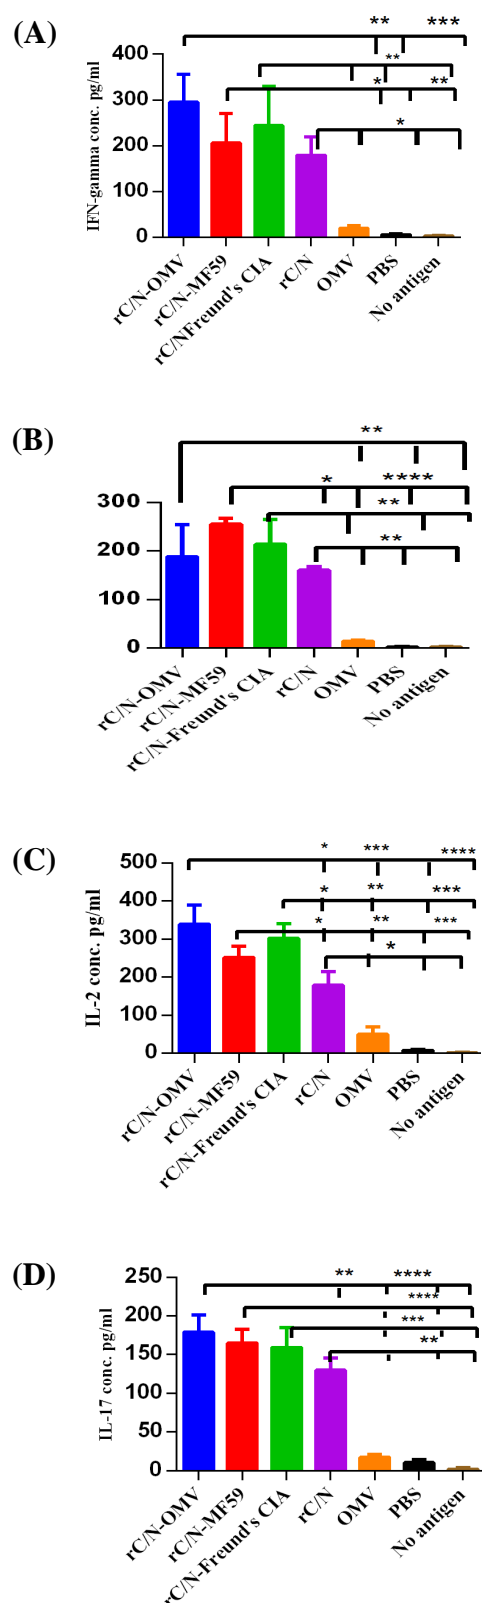 (A)
** ***
400
**
* **
300
*
200
100
0
IFN-gamma conc. pg/ml
rC/N-OMV
rC/N-MF59
rC/NFreund's CIA
rC/N
OMV
PBS
No antigen
(B)
**
* ****
300
**
**
200
100
0
rC/N-OMV
rC/N-MF59
rC/N-Freund's CIA
rC/N
OMV
PBS
No antigen
(C)
* *** ****
500
* ** ***
400
* ** ***
300
*
200
100
0
IL-2 conc. pg/ml
rC/N-OMV
rC/N-MF59
rC/N-Freund's CIA
rC/N
OMV
PBS
No antigen
(D)
** ****
250
****
***
200
**
150
100
50
0
IL-17 conc. pg/ml
rC/N-OMV
rC/N-MF59
rC/N-Freund's CIA
rC/N
OMV
PBS
No antigen